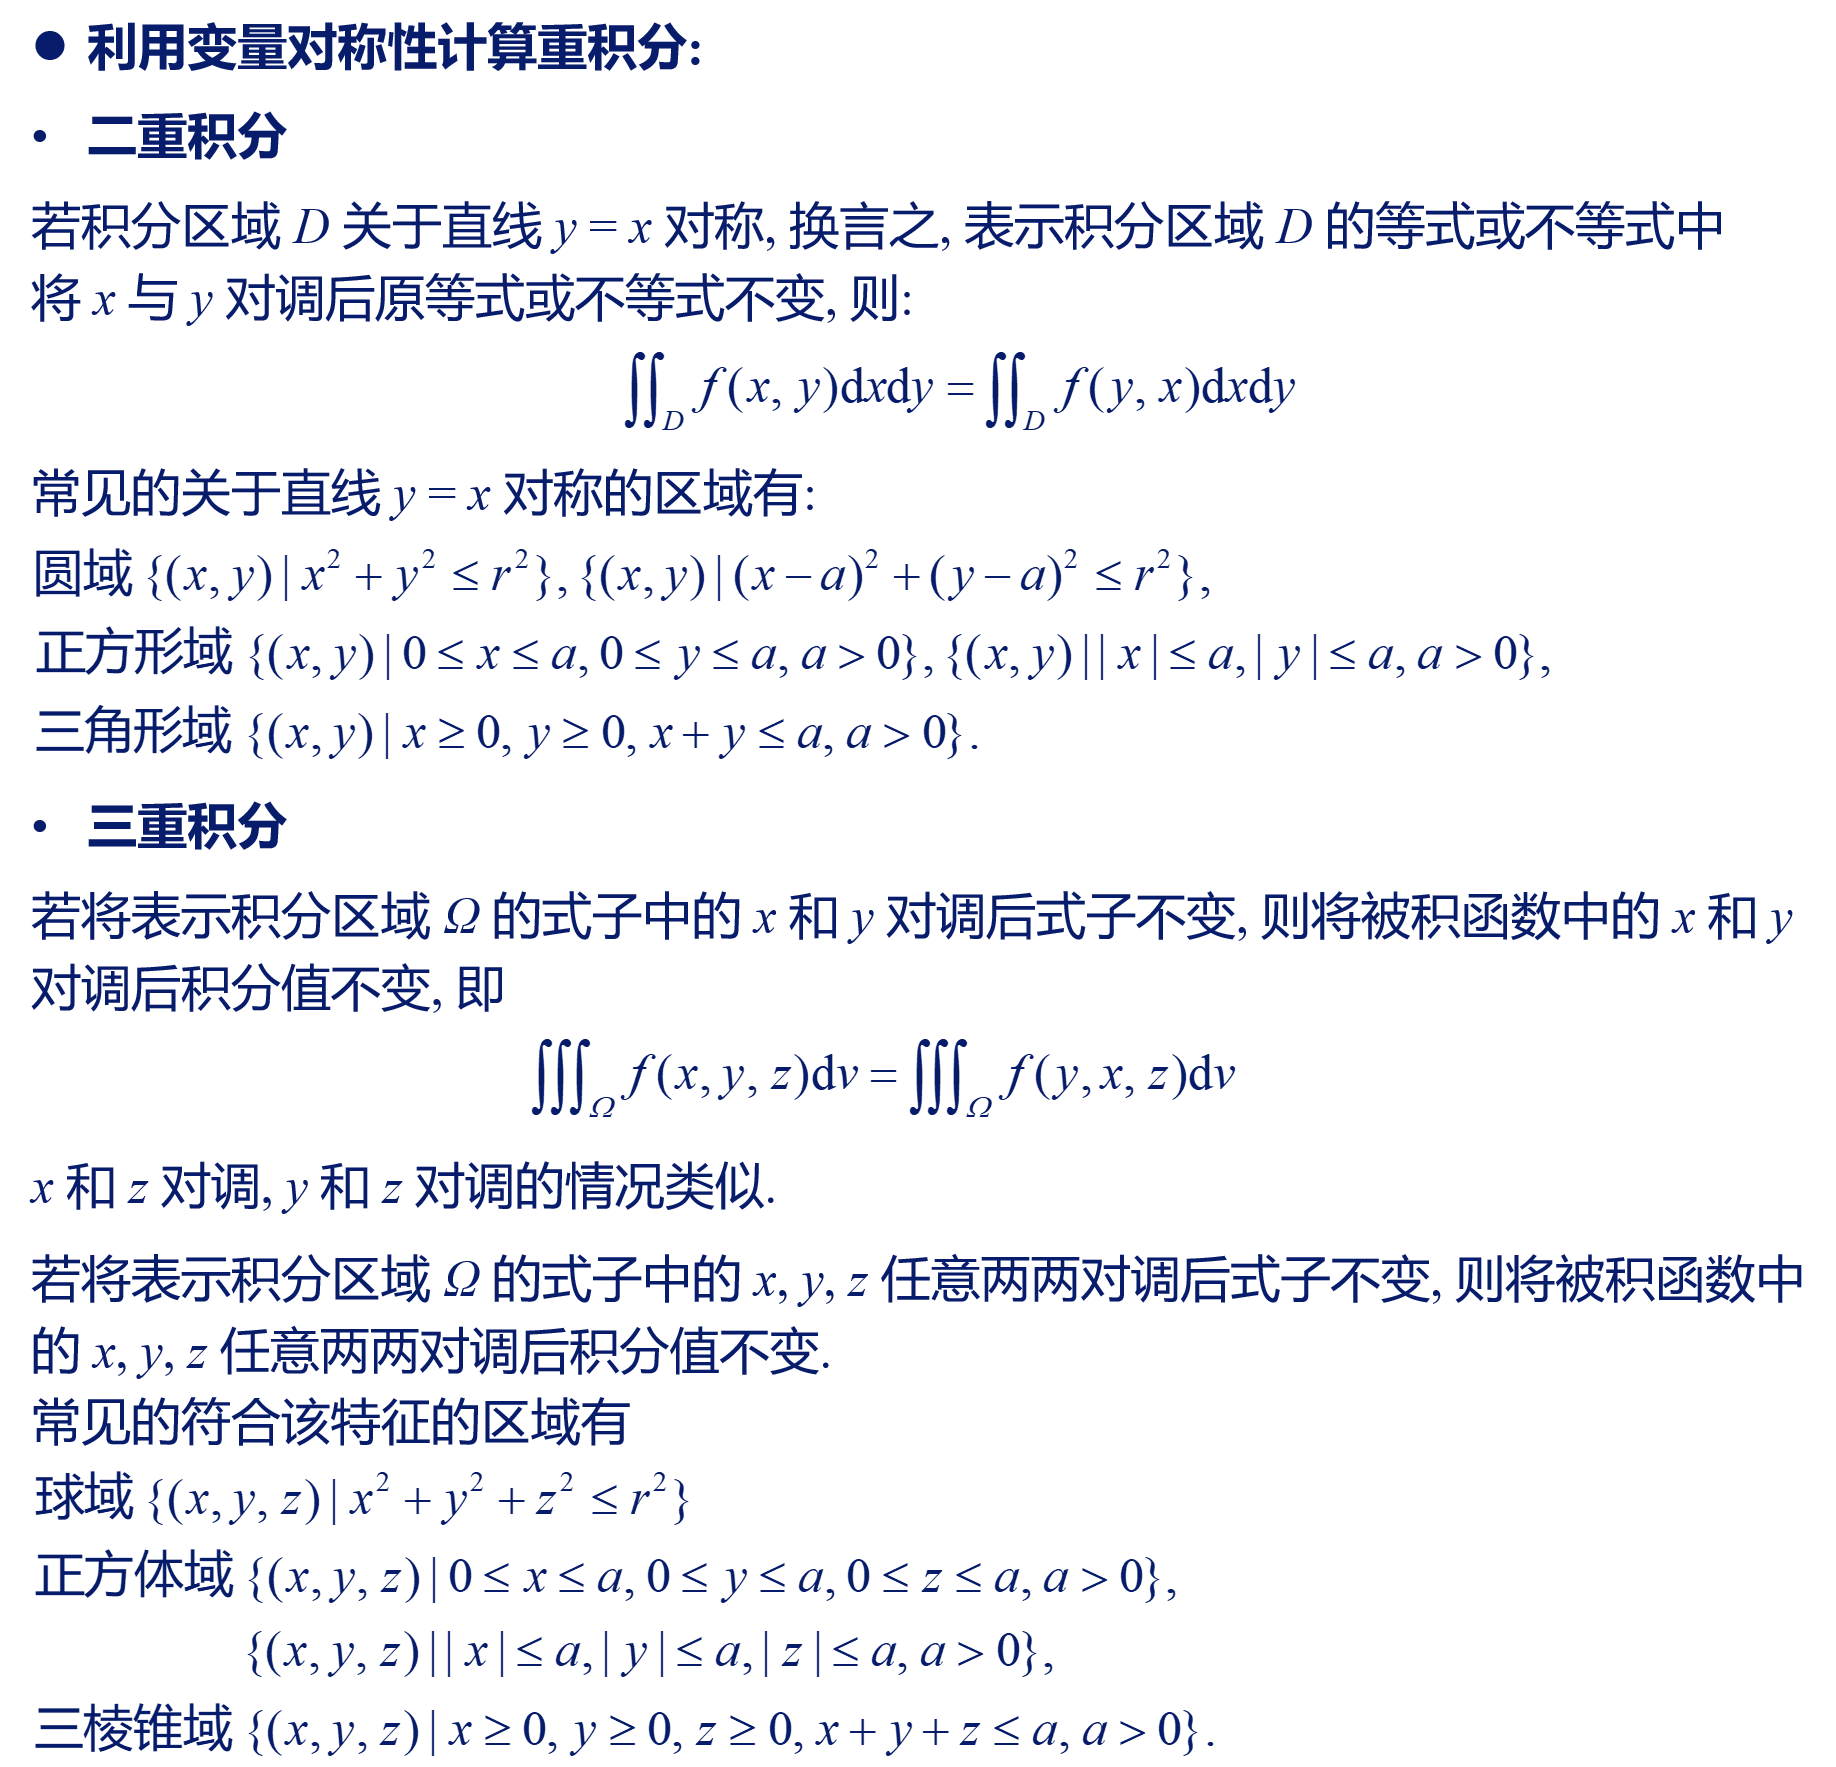 ● 利用变量对称性计算重积分:
• 二重积分
若积分区域 D 关于直线 y = x 对称, 换言之, 表示积分区域 D 的等式或不等式中
将 x 与 y 对调后原等式或不等式不变, 则:
∬_D f(x, y)dxdy = ∬_D f(y, x)dxdy
常见的关于直线 y = x 对称的区域有:
圆域 {(x, y) | x² + y² ≤ r²}, {(x, y) | (x − a)² + (y − a)² ≤ r²},
正方形域 {(x, y) | 0 ≤ x ≤ a, 0 ≤ y ≤ a, a > 0}, {(x, y) | | x | ≤ a, | y | ≤ a, a > 0},
三角形域 {(x, y) | x ≥ 0, y ≥ 0, x + y ≤ a, a > 0}.
• 三重积分
若将表示积分区域 Ω 的式子中的 x 和 y 对调后式子不变, 则将被积函数中的 x 和 y
对调后积分值不变, 即
∭_Ω f(x, y, z)dv = ∭_Ω f(y, x, z)dv
x 和 z 对调, y 和 z 对调的情况类似.
若将表示积分区域 Ω 的式子中的 x, y, z 任意两两对调后式子不变, 则将被积函数中
的 x, y, z 任意两两对调后积分值不变.
常见的符合该特征的区域有
球域 {(x, y, z) | x² + y² + z² ≤ r²}
正方体域 {(x, y, z) | 0 ≤ x ≤ a, 0 ≤ y ≤ a, 0 ≤ z ≤ a, a > 0},
{(x, y, z) | | x | ≤ a, | y | ≤ a, | z | ≤ a, a > 0},
三棱锥域 {(x, y, z) | x ≥ 0, y ≥ 0, z ≥ 0, x + y + z ≤ a, a > 0}.